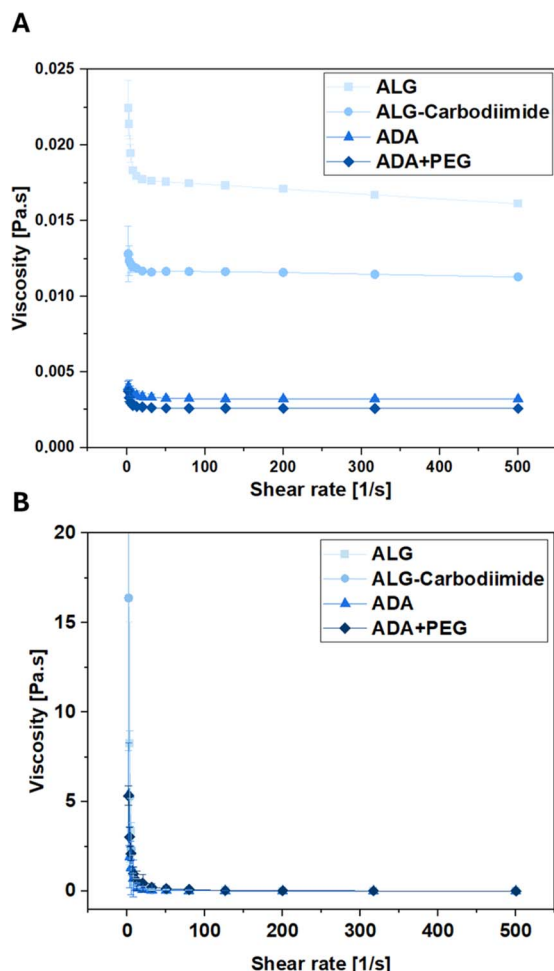 A
0.025
0.020
0.015
0.010
0.005
0.000
Viscosity [Pa.s]
ALG
ALG-Carbodiimide
ADA
ADA+PEG
0 100 200 300 400 500
Shear rate [1/s]
B
20
15
10
5
0
Viscosity [Pa.s]
ALG
ALG-Carbodiimide
ADA
ADA+PEG
0 100 200 300 400 500
Shear rate [1/s]